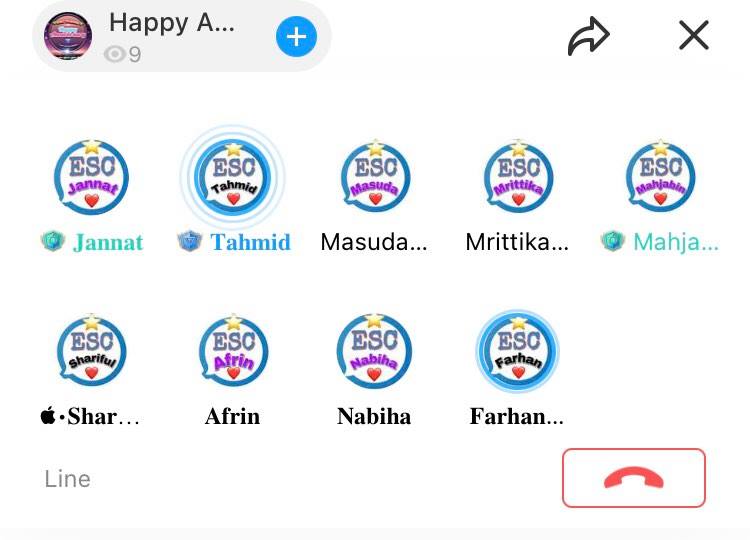 Happy A...
9
ESC Jannat
ESC Tahmid
ESC Masuda
ESC Mrittika
ESC Mahjabin
Jannat
Tahmid
Masuda...
Mrittika...
Mahja...
ESC Shariful
ESC Afrin
ESC Nabiha
ESC Farhan
•Shar...
Afrin
Nabiha
Farhan...
Line